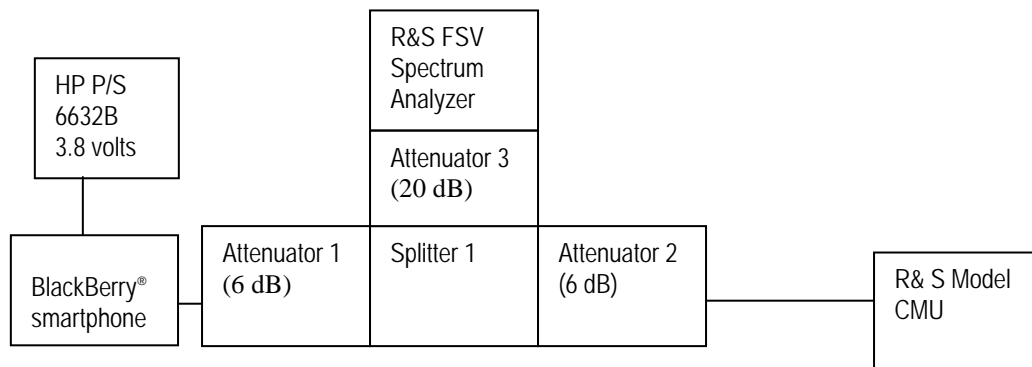 R&S FSV
Spectrum
Analyzer
HP P/S
6632B
3.8 volts
Attenuator 3
(20 dB)
BlackBerry®
smartphone
Attenuator 1
(6 dB)
Splitter 1
Attenuator 2
(6 dB)
R& S Model
CMU